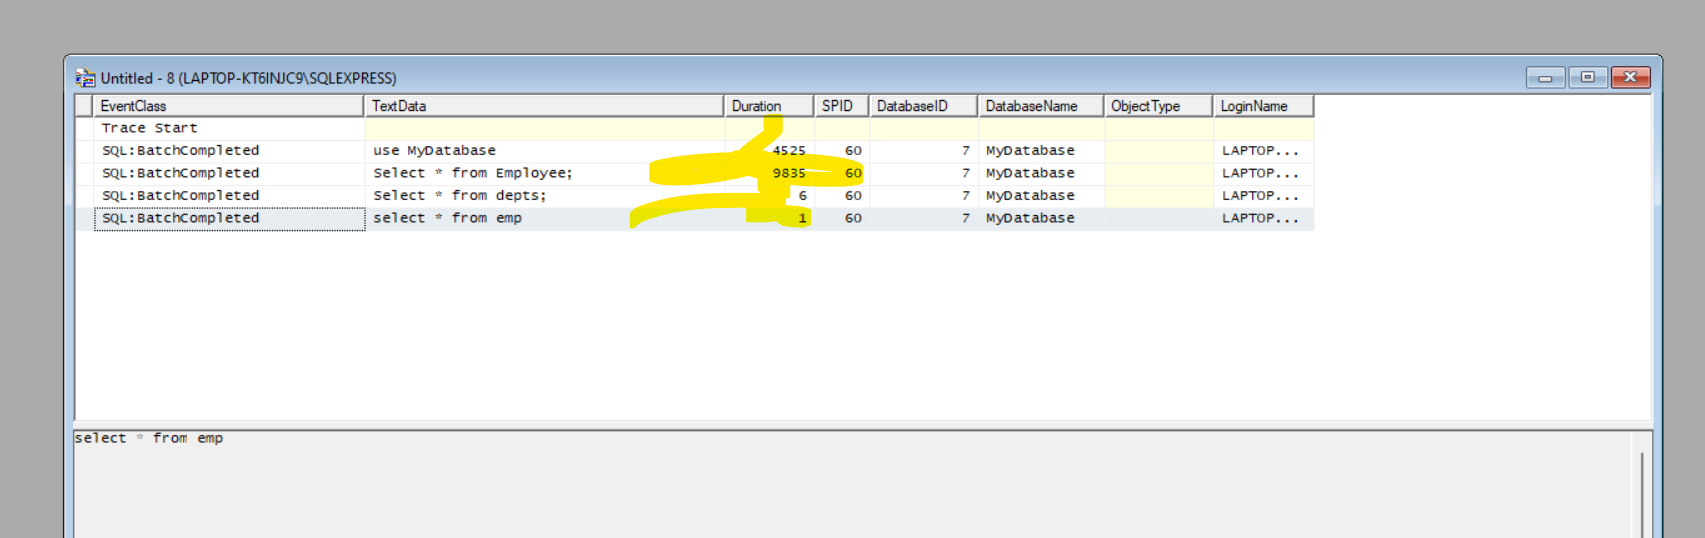 Untitled - 8 (LAPTOP-KT6INJC9\SQLEXPRESS)
EventClass TextData Duration SPID DatabaseID DatabaseName ObjectType LoginName
Trace Start
SQL:BatchCompleted use MyDatabase 4525 60 7 MyDatabase LAPTOP...
SQL:BatchCompleted Select * from Employee; 9835 60 7 MyDatabase LAPTOP...
SQL:BatchCompleted Select * from depts; 6 60 7 MyDatabase LAPTOP...
SQL:BatchCompleted select * from emp 1 60 7 MyDatabase LAPTOP...
select * from emp